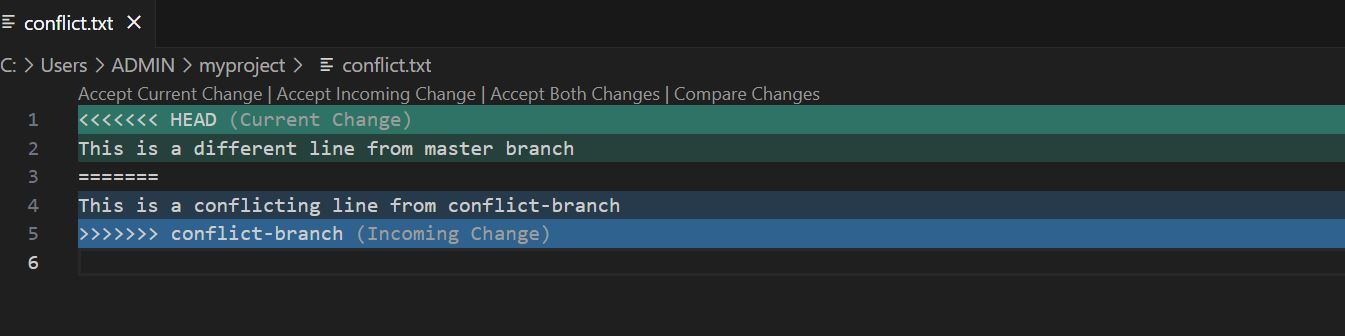 conflict.txt ×
C: > Users > ADMIN > myproject > conflict.txt
Accept Current Change | Accept Incoming Change | Accept Both Changes | Compare Changes
1 <<<<<<< HEAD (Current Change)
2 This is a different line from master branch
3 =======
4 This is a conflicting line from conflict-branch
5 >>>>>>> conflict-branch (Incoming Change)
6